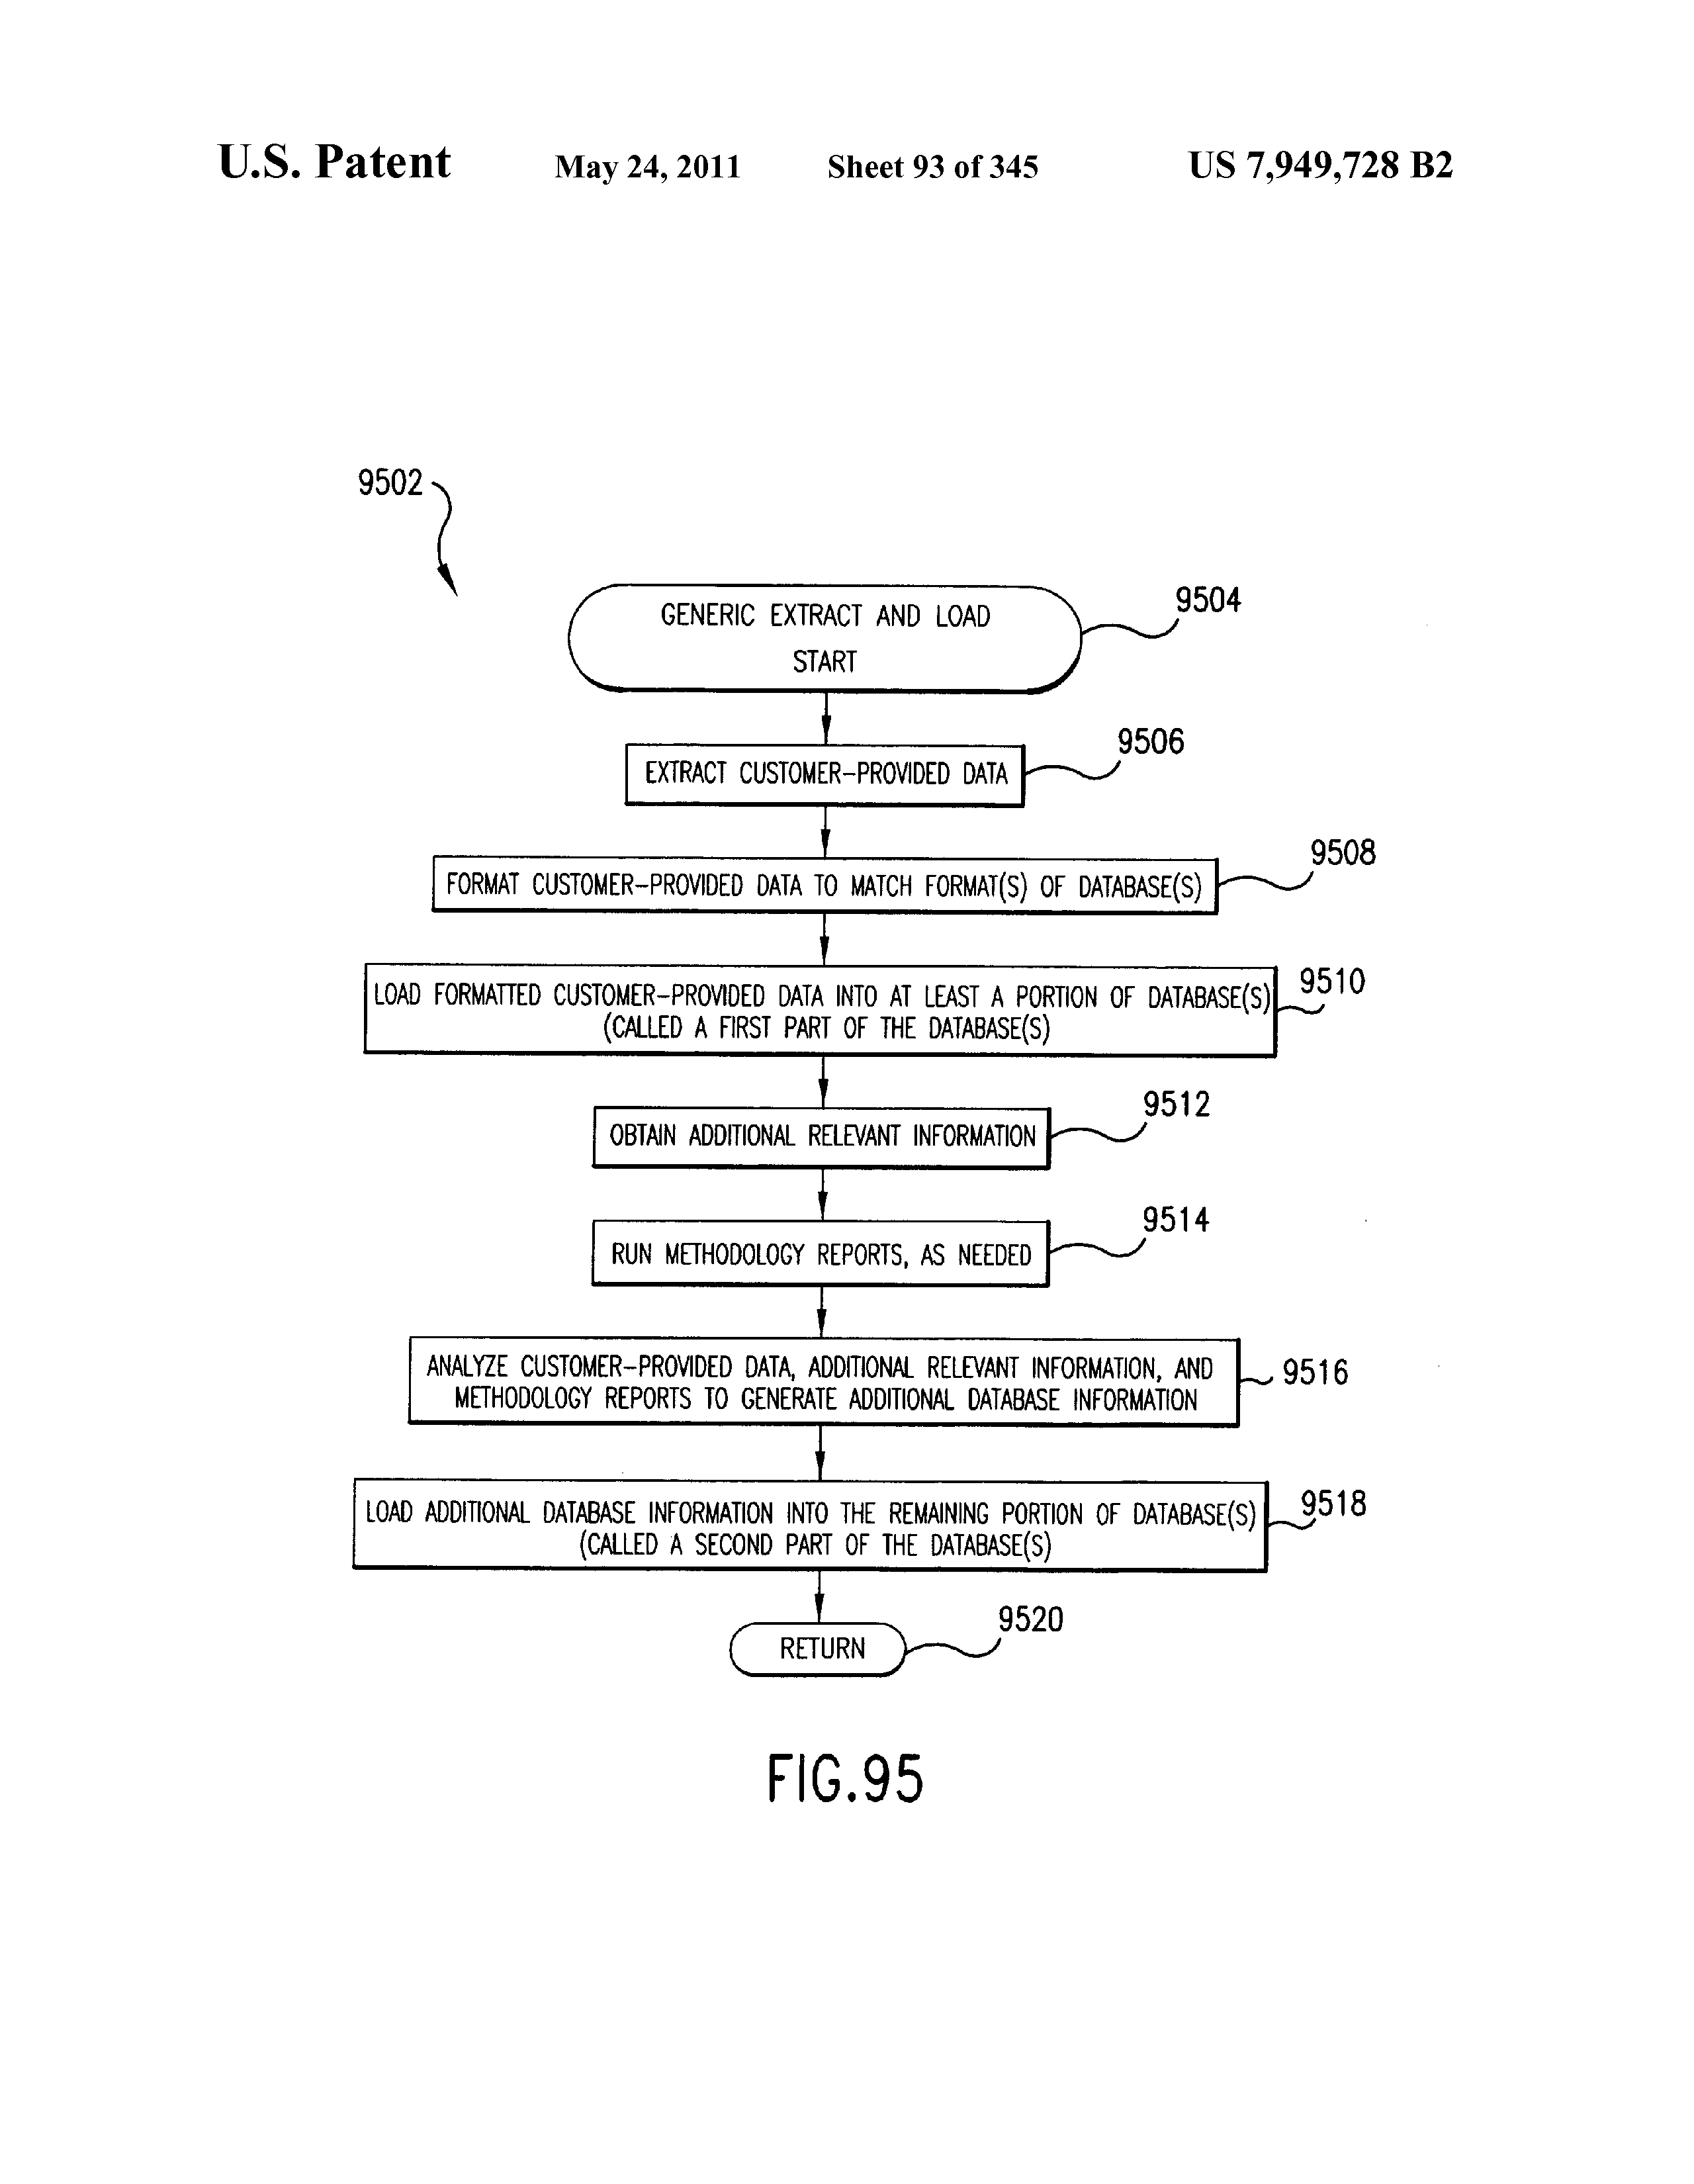 U.S. Patent May 24, 2011 Sheet 93 of 345 US 7,949,728 B2
9502
GENERIC EXTRACT AND LOAD
START
9504
EXTRACT CUSTOMER-PROVIDED DATA
9506
FORMAT CUSTOMER-PROVIDED DATA TO MATCH FORMAT(S) OF DATABASE(S)
9508
LOAD FORMATTED CUSTOMER-PROVIDED DATA INTO AT LEAST A PORTION OF DATABASE(S)
(CALLED A FIRST PART OF THE DATABASE(S)
9510
OBTAIN ADDITIONAL RELEVANT INFORMATION
9512
RUN METHODOLOGY REPORTS, AS NEEDED
9514
ANALYZE CUSTOMER-PROVIDED DATA, ADDITIONAL RELEVANT INFORMATION, AND
METHODOLOGY REPORTS TO GENERATE ADDITIONAL DATABASE INFORMATION
9516
LOAD ADDITIONAL DATABASE INFORMATION INTO THE REMAINING PORTION OF DATABASE(S)
(CALLED A SECOND PART OF THE DATABASE(S)
9518
RETURN
9520
FIG.95